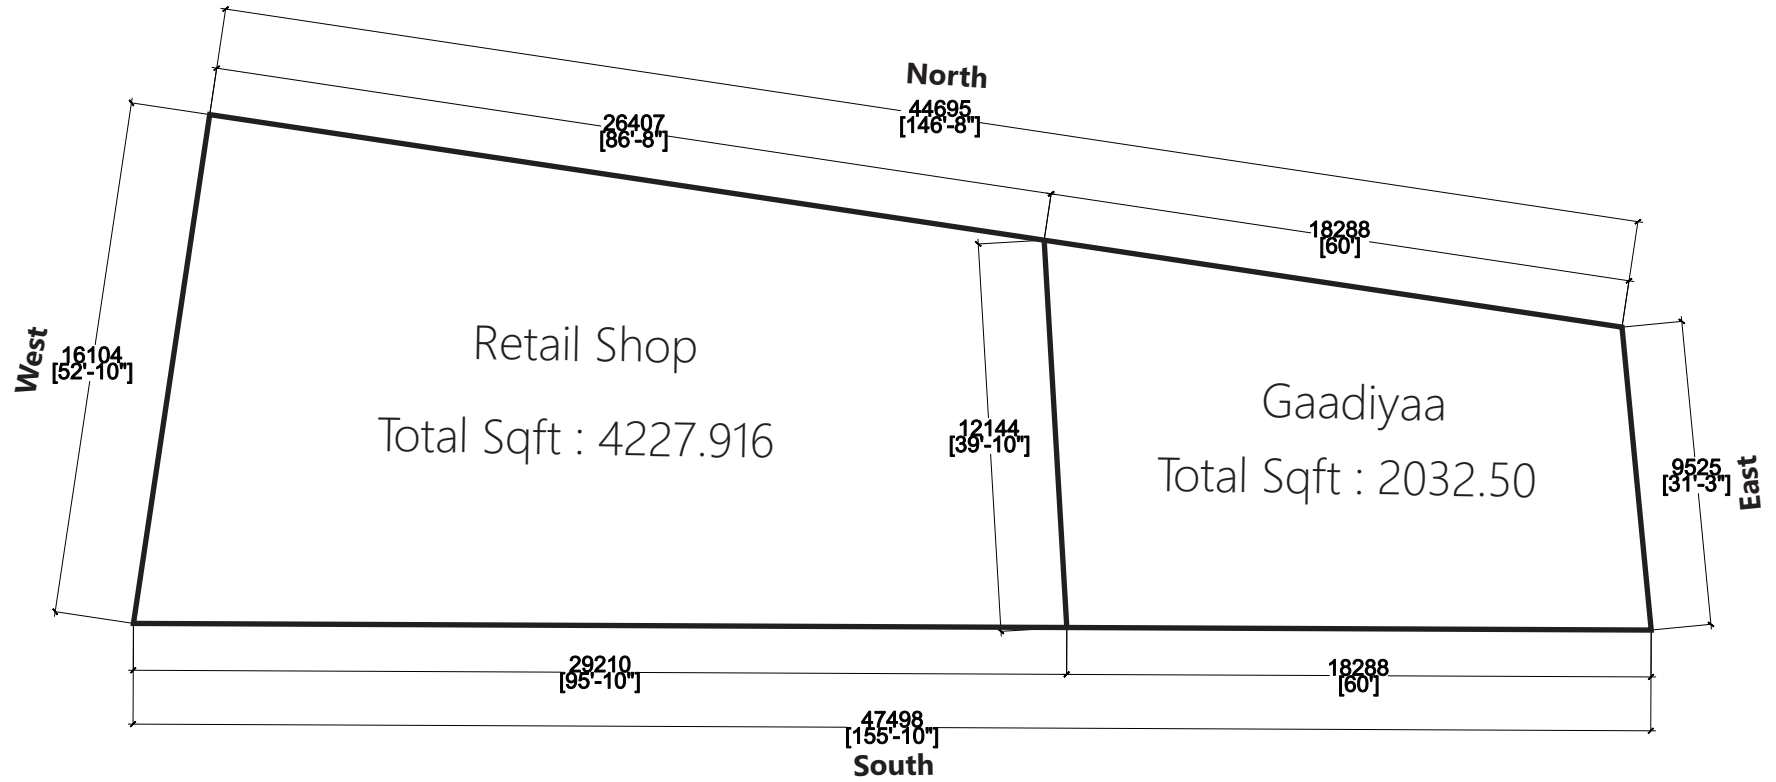 North
44695
[146'-8"]
26407
[86'-8"]
18288
[60']
West
16104
[52'-10"]
Retail Shop
Total Sqft : 4227.916
12144
[39'-10"]
Gaadiyaa
Total Sqft : 2032.50
9525
[31'-3"]
East
29210
[95'-10"]
18288
[60']
47498
[155'-10"]
South